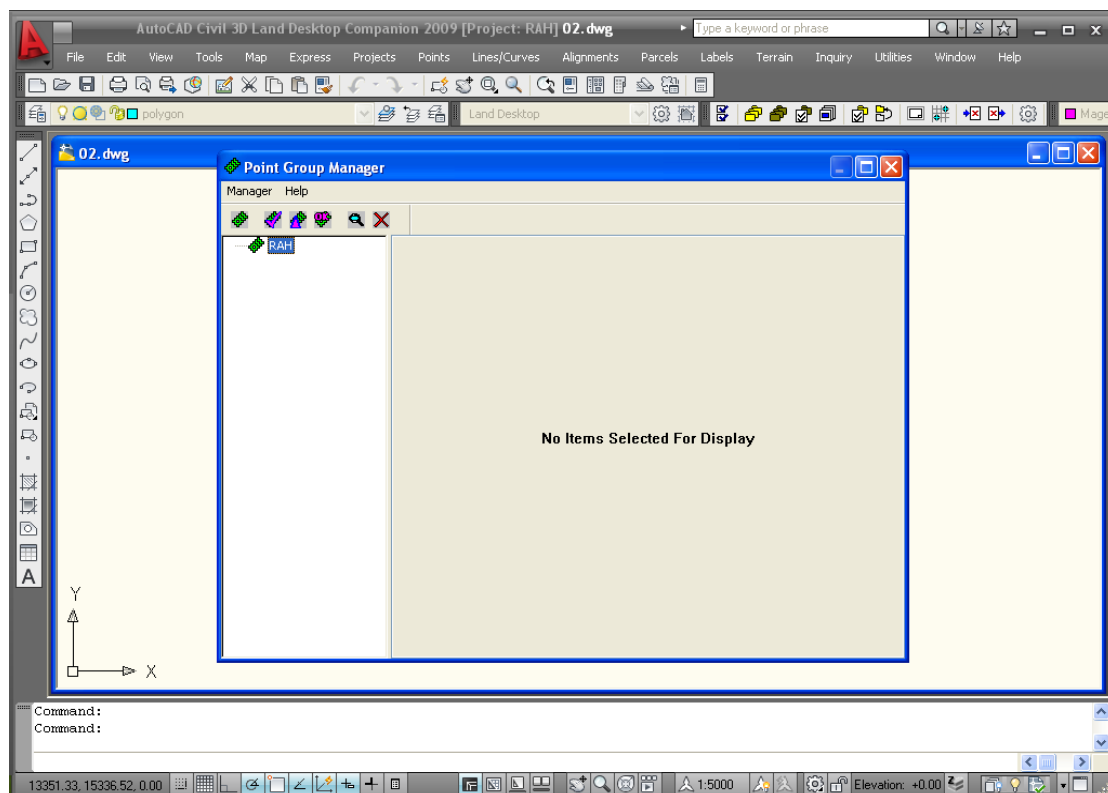 AutoCAD Civil 3D Land Desktop Companion 2009 [Project: RAH] 02.dwg Type a keyword or phrase
File Edit View Tools Map Express Projects Points Lines/Curves Alignments Parcels Labels Terrain Inquiry Utilities Window Help
polygon Land Desktop Mage
02.dwg
Point Group Manager
Manager Help
RAH
No Items Selected For Display
A
Y
X
Command:
Command:
13351.33, 15336.52, 0.00 1:5000 Elevation: +0.00